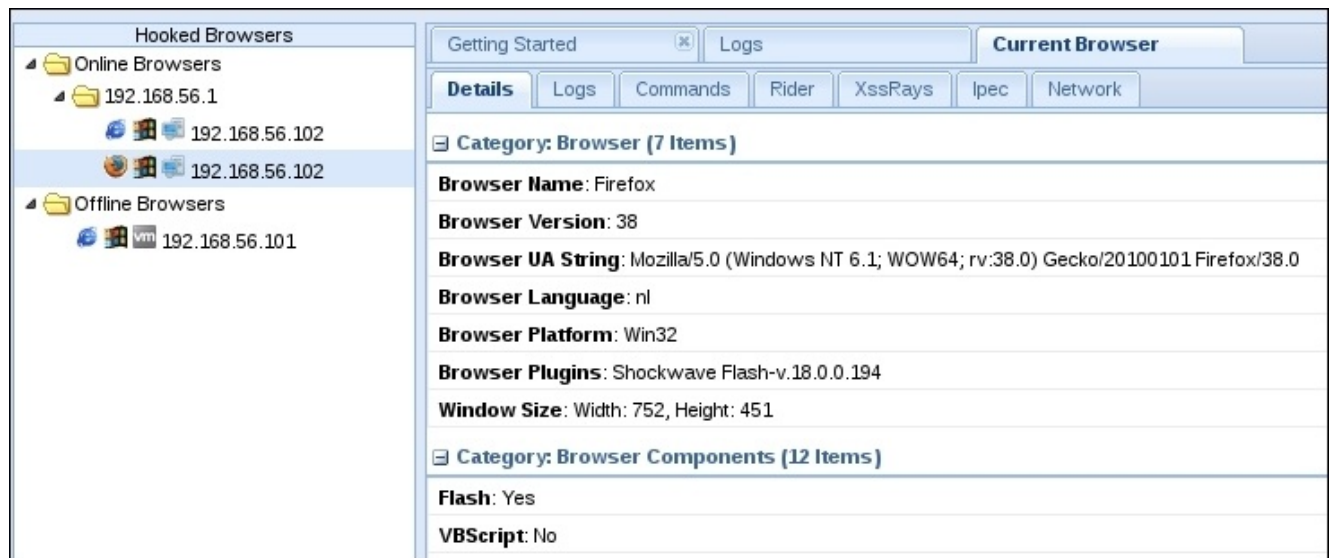 Hooked Browsers
Online Browsers
192.168.56.1
192.168.56.102
192.168.56.102
Offline Browsers
vm 192.168.56.101
Getting Started Logs Current Browser
Details Logs Commands Rider XssRays Ipec Network
Category: Browser (7 Items)
Browser Name: Firefox
Browser Version: 38
Browser UA String: Mozilla/5.0 (Windows NT 6.1; WOW64; rv:38.0) Gecko/20100101 Firefox/38.0
Browser Language: nl
Browser Platform: Win32
Browser Plugins: Shockwave Flash-v.18.0.0.194
Window Size: Width: 752, Height: 451
Category: Browser Components (12 Items)
Flash: Yes
VBScript: No